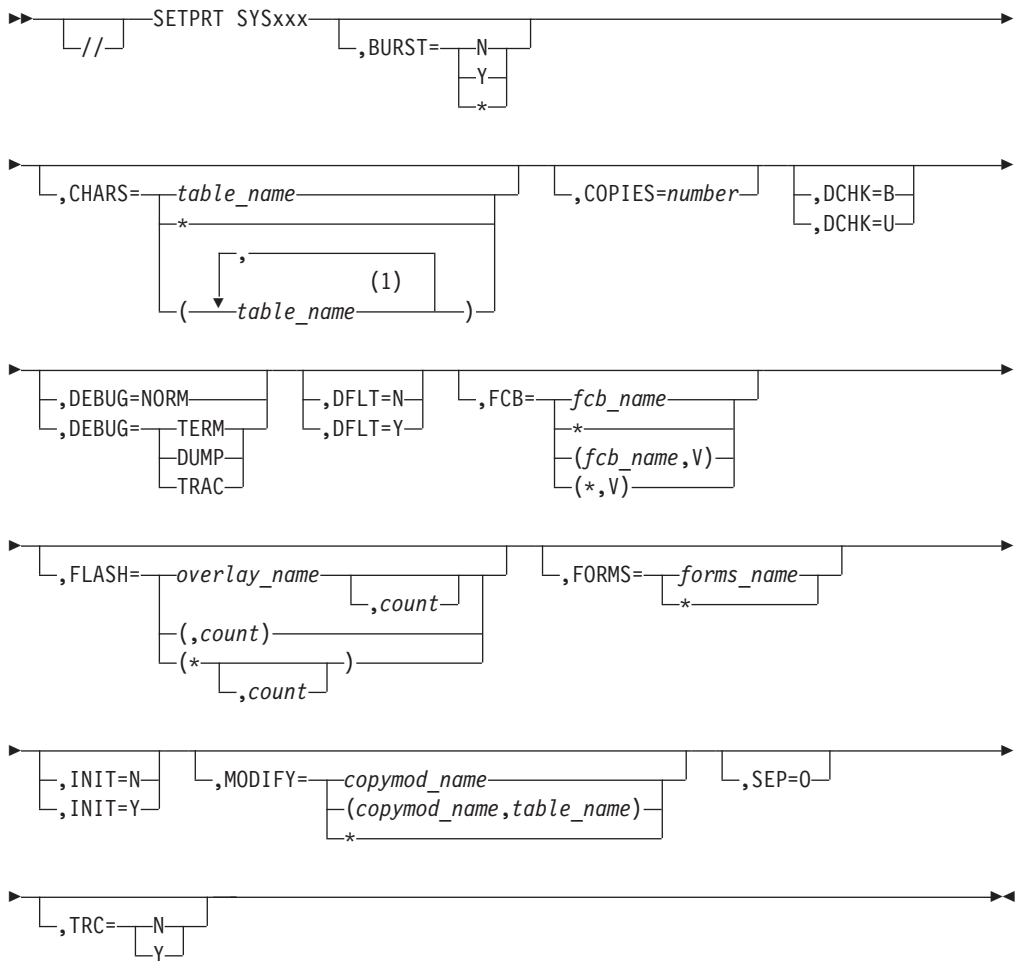 SETPRT SYSxxx
//
,BURST=
N
Y
*
,CHARS=
table_name
*
,
(1)
( table_name )
,COPIES=number
,DCHK=B
,DCHK=U
,DEBUG=NORM
,DEBUG=
TERM
DUMP
TRAC
,DFLT=N
,DFLT=Y
,FCB=
fcb_name
*
(fcb_name,V)
(*,V)
,FLASH=
overlay_name
,count
(,count)
(* )
,count
,FORMS=
forms_name
*
,INIT=N
,INIT=Y
,MODIFY=
copymod_name
(copymod_name,table_name)
*
,SEP=O
,TRC=
N
Y